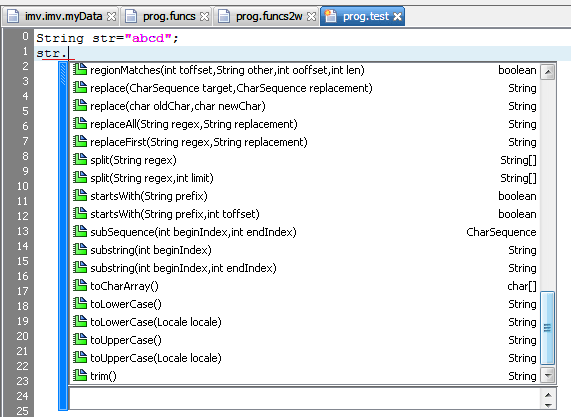 imv.imv.myData prog.funcs prog.funcs2w prog.test
0 String str="abcd";
1 str.
2
3 regionMatches(int toffset,String other,int ooffset,int len) boolean
4 replace(CharSequence target,CharSequence replacement) String
5 replace(char oldChar,char newChar) String
6 replaceAll(String regex,String replacement) String
7 replaceFirst(String regex,String replacement) String
8 split(String regex) String[]
9 split(String regex,int limit) String[]
10 startsWith(String prefix) boolean
11 startsWith(String prefix,int toffset) boolean
12 subSequence(int beginIndex,int endIndex) CharSequence
13 substring(int beginIndex) String
14 substring(int beginIndex,int endIndex) String
15 toCharArray() char[]
16 toLowerCase() String
17 toLowerCase(Locale locale) String
18 toUpperCase() String
19 toUpperCase(Locale locale) String
20 trim() String
21
22
23
24
25